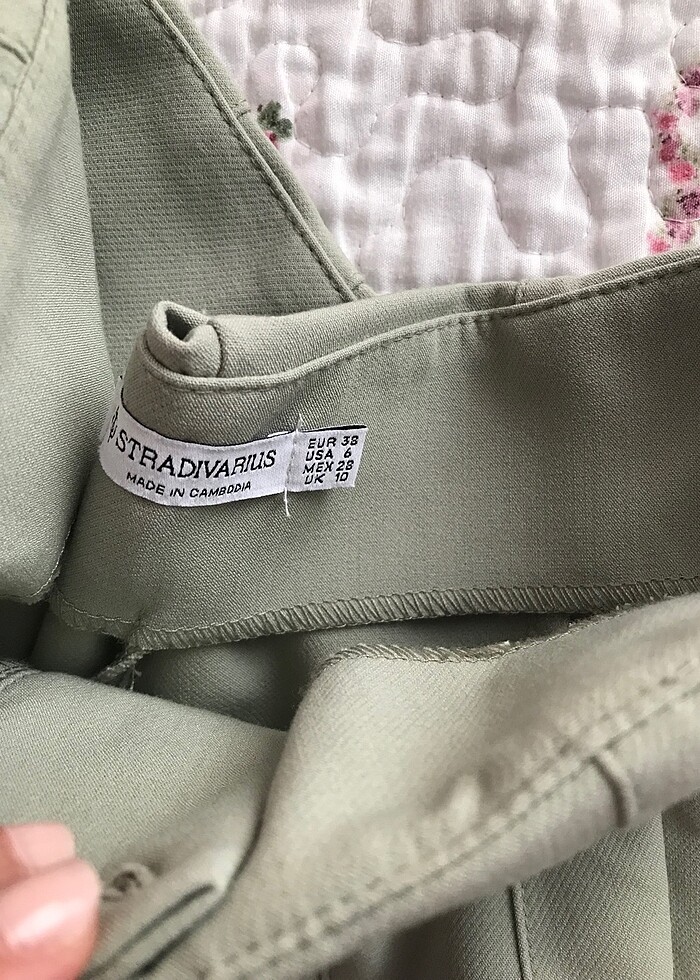 STRADIVARIUS
MADE IN CAMBODIA
EUR 38
USA 6
MEX 28
UK 10